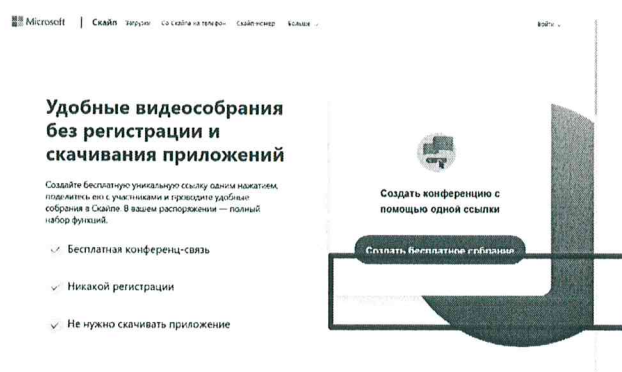 Microsoft | Скайп Загрузки Со Скайпа на телефон Скайп-номер Больше
Войти
Удобные видеособрания
без регистрации и
скачивания приложений
Создайте бесплатную уникальную ссылку одним нажатием,
поделитесь ею с участниками и проводите удобные
собрания в Скайпе. В вашем распоряжении — полный
набор функций.
Бесплатная конференц-связь
Никакой регистрации
Не нужно скачивать приложение
Создать конференцию с
помощью одной ссылки
Создать бесплатное собрание